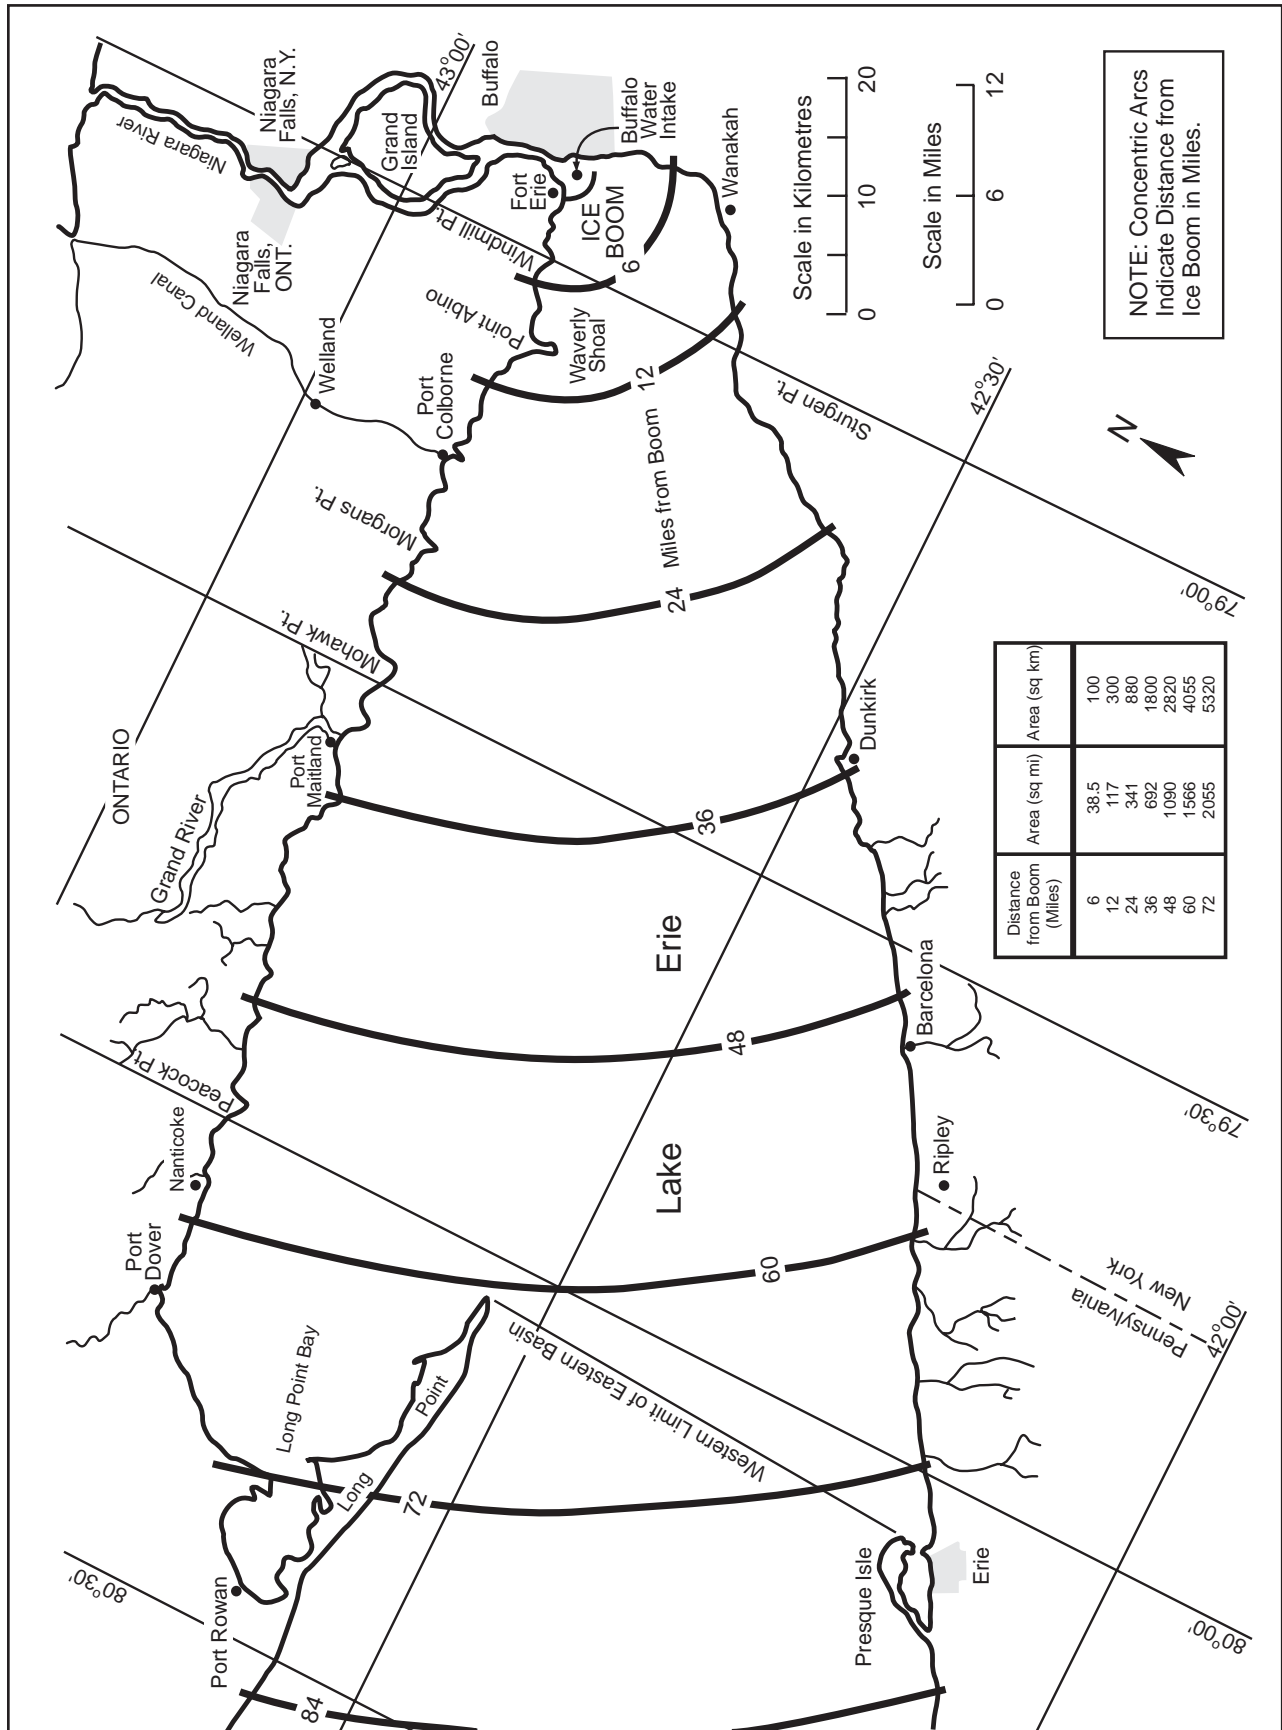 ONTARIO
Lake
Erie
Niagara River
Niagara
Falls, N.Y.
Niagara
Falls,
ONT.
Grand
Island
43°00'
Buffalo
Buffalo
Water
Intake
Fort
Erie
ICE
BOOM
Wanakah
Welland Canal
Welland
Windmill Pt.
Point Abino
Waverly
Shoal
Port
Colborne
Morgans Pt.
Mohawk Pt.
Sturgen Pt.
6
12
Miles from Boom
24
36
48
60
72
84
42°30'
79°00'
Grand River
Port
Maitland
Dunkirk
Barcelona
79°30'
Peacock Pt.
Nanticoke
Port
Dover
Ripley
New York
Pennsylvania
42°00'
Long Point Bay
Long
Point
Western Limit of Eastern Basin
Port Rowan
80°30'
Presque Isle
Erie
80°00'
Scale in Kilometres
0 10 20
Scale in Miles
0 6 12
NOTE: Concentric Arcs
Indicate Distance from
Ice Boom in Miles.
N
Distance
from Boom
(Miles)
Area (sq mi)
Area (sq km)
6 38.5 100
12 117 300
24 341 880
36 692 1800
48 1090 2820
60 1566 4055
72 2055 5320